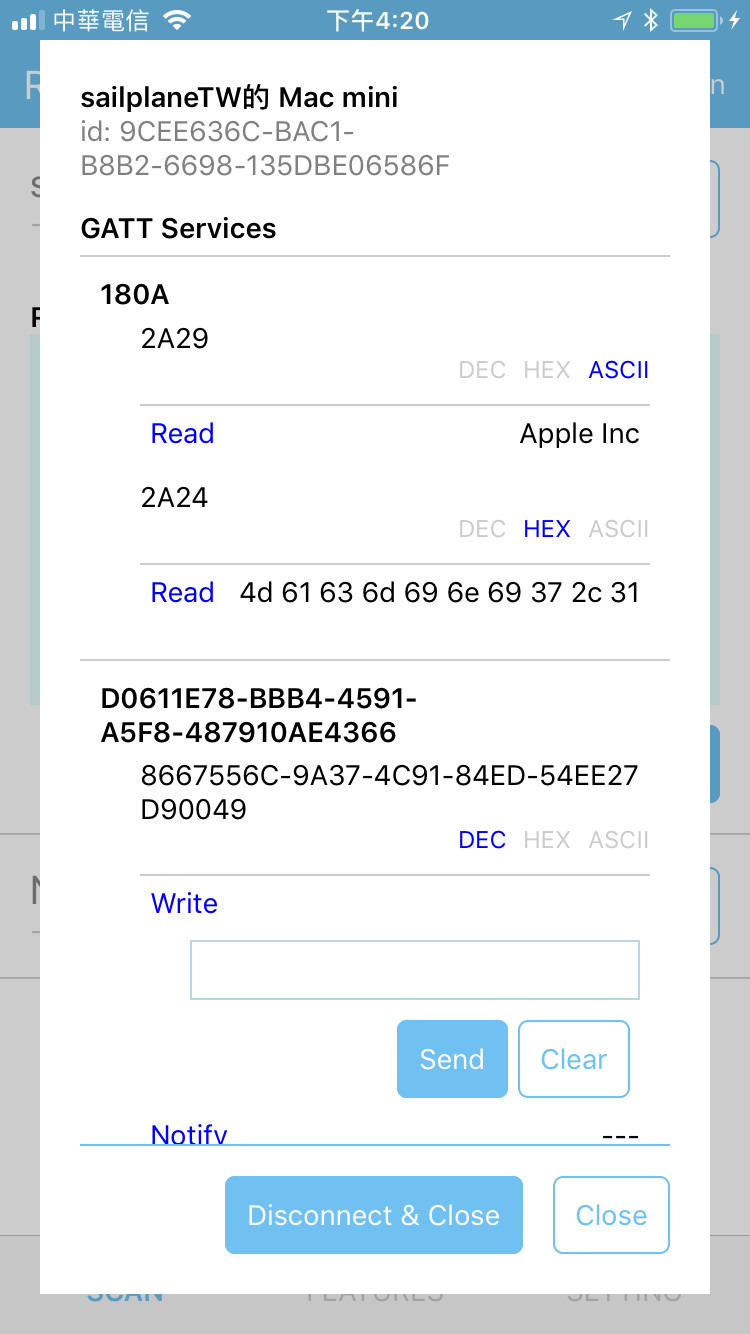 中華電信 下午4:20
sailplaneTW的 Mac mini
id: 9CEE636C-BAC1-
B8B2-6698-135DBE06586F
GATT Services
180A
2A29
DEC HEX ASCII
Read Apple Inc
2A24
DEC HEX ASCII
Read 4d 61 63 6d 69 6e 69 37 2c 31
D0611E78-BBB4-4591-
A5F8-487910AE4366
8667556C-9A37-4C91-84ED-54EE27
D90049
DEC HEX ASCII
Write
Send Clear
Notify ---
Disconnect & Close Close
SCAN FEATURES SETTING